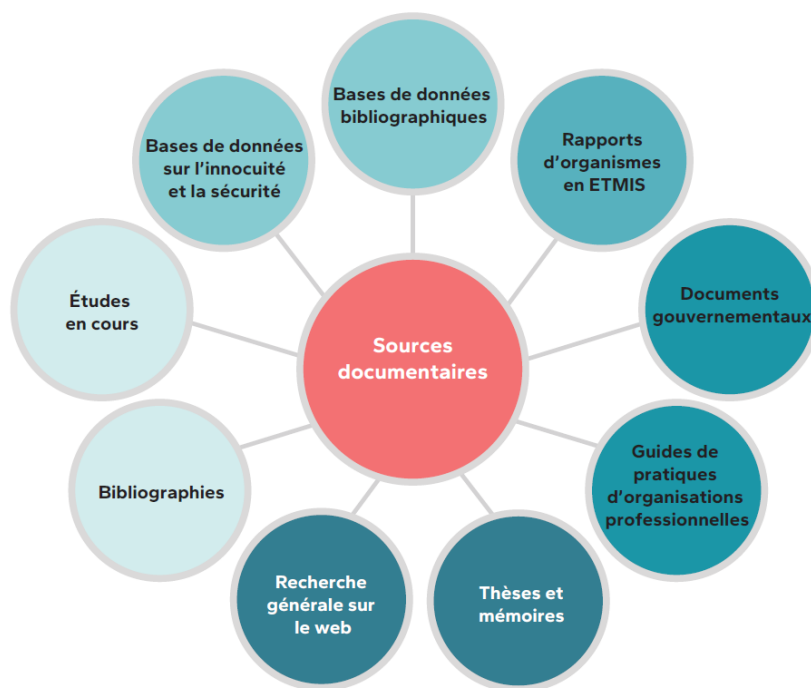 Bases de données
bibliographiques
Rapports
d'organismes
en ETMIS
Documents
gouvernementaux
Guides de
pratiques
d'organisations
professionnelles
Thèses et
mémoires
Recherche
générale sur
le web
Bibliographies
Études
en cours
Bases de données
sur l'innocuité
et la sécurité
Sources
documentaires